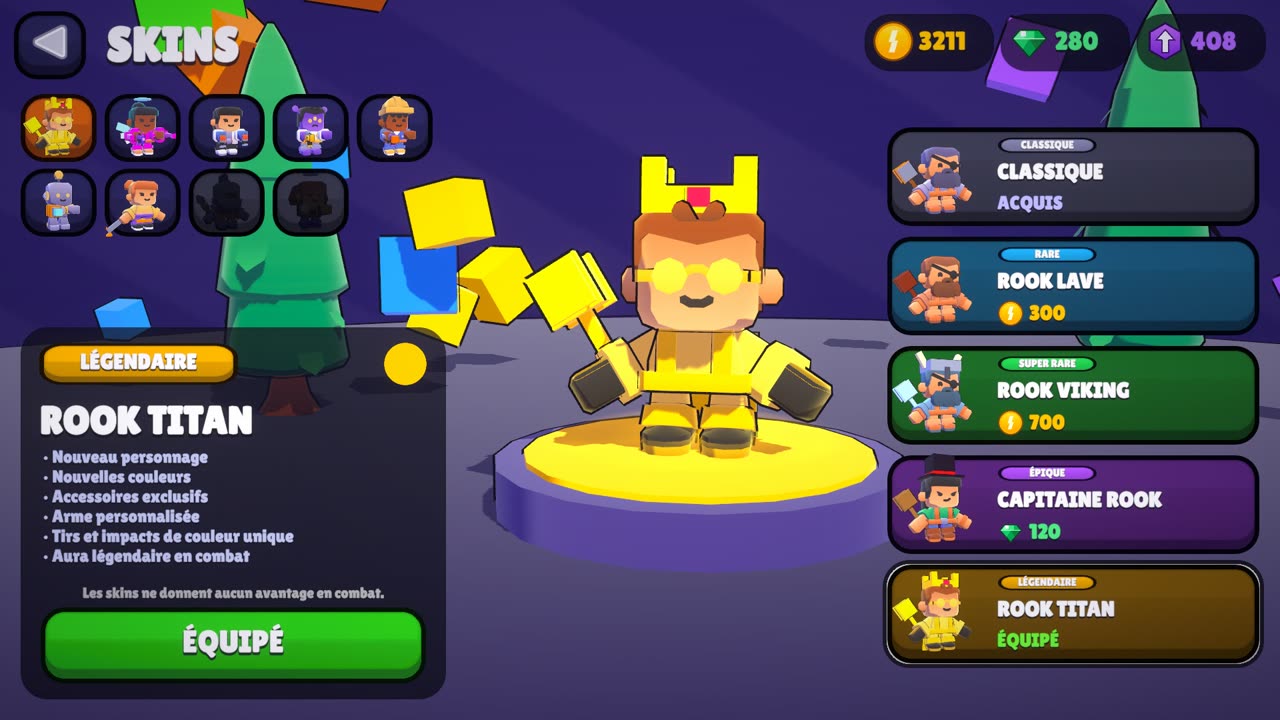 SKINS
3211
280
408
LÉGENDAIRE
ROOK TITAN
• Nouveau personnage
• Nouvelles couleurs
• Accessoires exclusifs
• Arme personnalisée
• Tirs et impacts de couleur unique
• Aura légendaire en combat
Les skins ne donnent aucun avantage en combat.
ÉQUIPÉ
CLASSIQUE
CLASSIQUE
ACQUIS
RARE
ROOK LAVE
300
SUPER RARE
ROOK VIKING
700
ÉPIQUE
CAPITAINE ROOK
120
LÉGENDAIRE
ROOK TITAN
ÉQUIPÉ